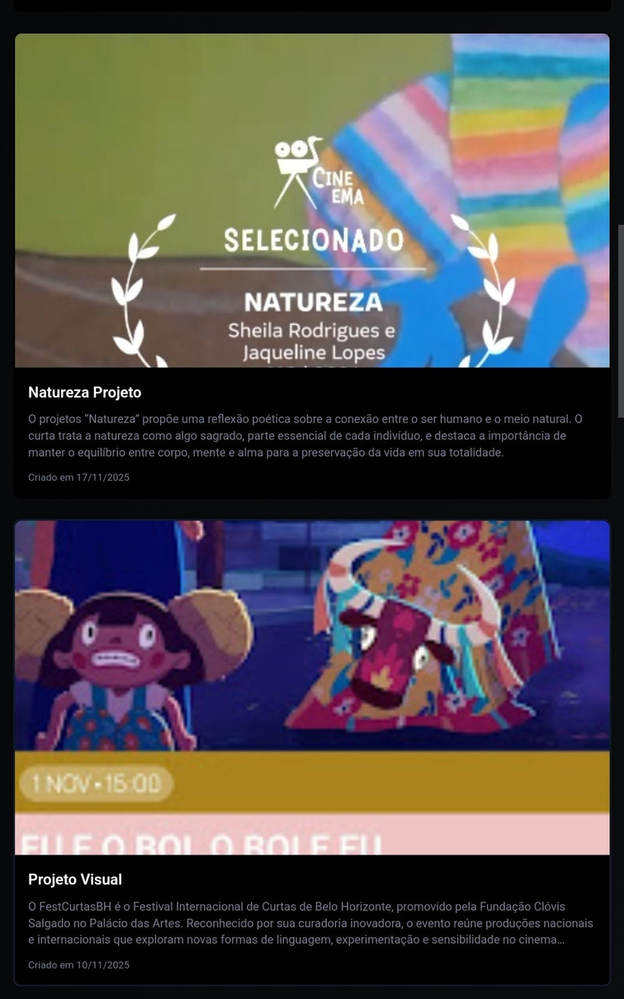 CINE
EMA
SELECIONADO
NATUREZA
Sheila Rodrigues e
Jaqueline Lopes
Natureza Projeto
O projetos “Natureza” propõe uma reflexão poética sobre a conexão entre o ser humano e o meio natural. O
curta trata a natureza como algo sagrado, parte essencial de cada indivíduo, e destaca a importância de
manter o equilíbrio entre corpo, mente e alma para a preservação da vida em sua totalidade.
Criado em 17/11/2025
1 NOV•15:00
EU E O BOI, O BOI E EU
Projeto Visual
O FestCurtasBH é o Festival Internacional de Curtas de Belo Horizonte, promovido pela Fundação Clóvis
Salgado no Palácio das Artes. Reconhecido por sua curadoria inovadora, o evento reúne produções nacionais
e internacionais que exploram novas formas de linguagem, experimentação e sensibilidade no cinema…
Criado em 10/11/2025